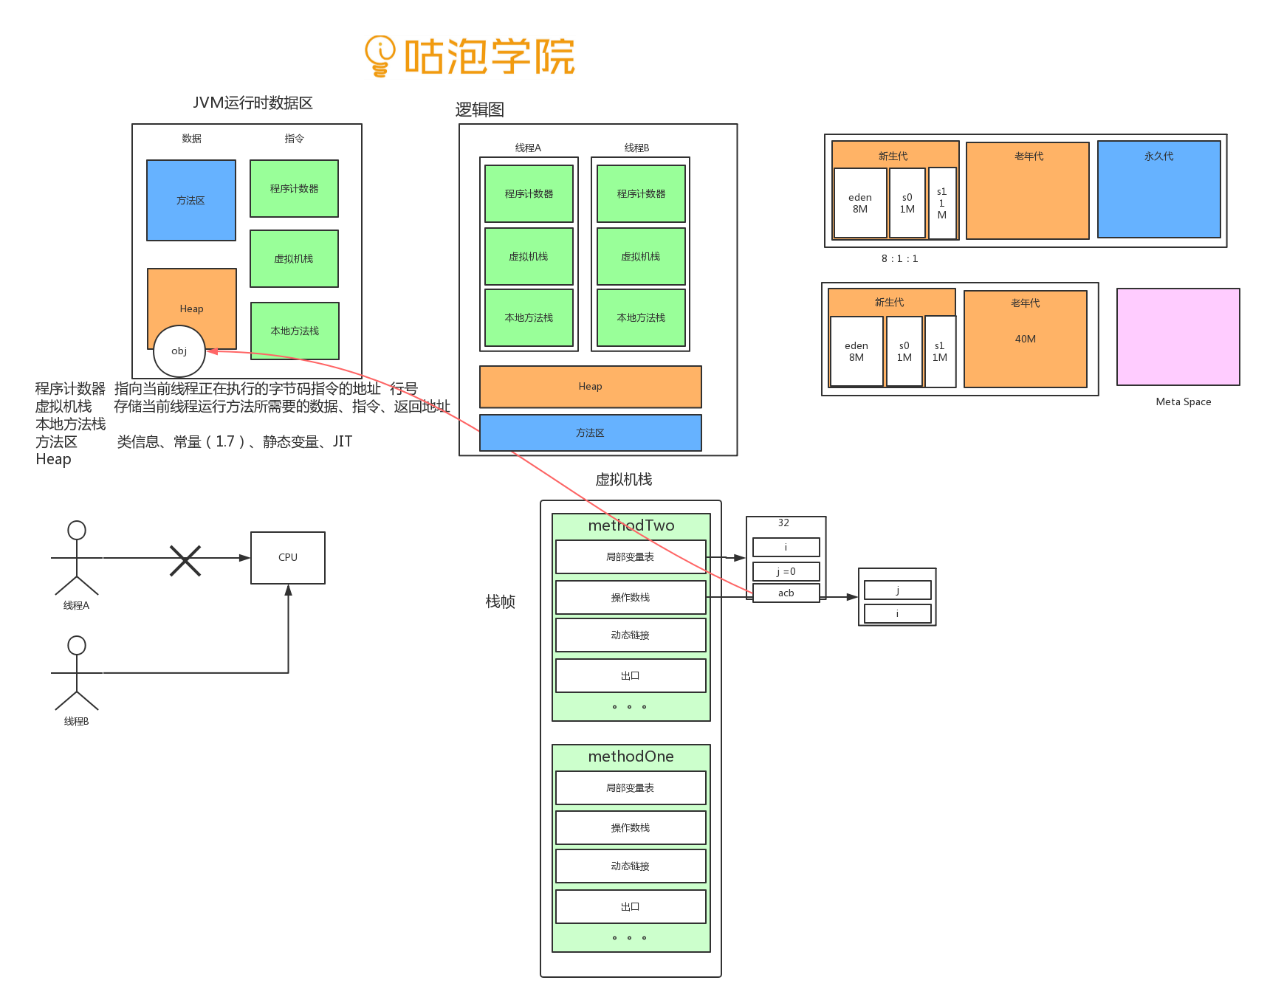 咕泡学院
JVM运行时数据区
数据
指令
方法区
程序计数器
虚拟机栈
Heap
本地方法栈
obj
程序计数器 指向当前线程正在执行的字节码指令的地址 行号
虚拟机栈 存储当前线程运行方法所需要的数据、指令、返回地址
本地方法栈
方法区 类信息、常量（1.7）、静态变量、JIT
Heap
逻辑图
线程A
线程B
程序计数器
程序计数器
虚拟机栈
虚拟机栈
本地方法栈
本地方法栈
Heap
方法区
新生代
老年代
永久代
eden
8M
s0
1M
s1
1
M
8：1：1
新生代
老年代
eden
8M
s0
1M
s1
1M
40M
Meta Space
线程A
CPU
线程B
虚拟机栈
栈帧
methodTwo
局部变量表
操作数栈
动态链接
出口
。。。
32
i
j =0
acb
j
i
methodOne
局部变量表
操作数栈
动态链接
出口
。。。